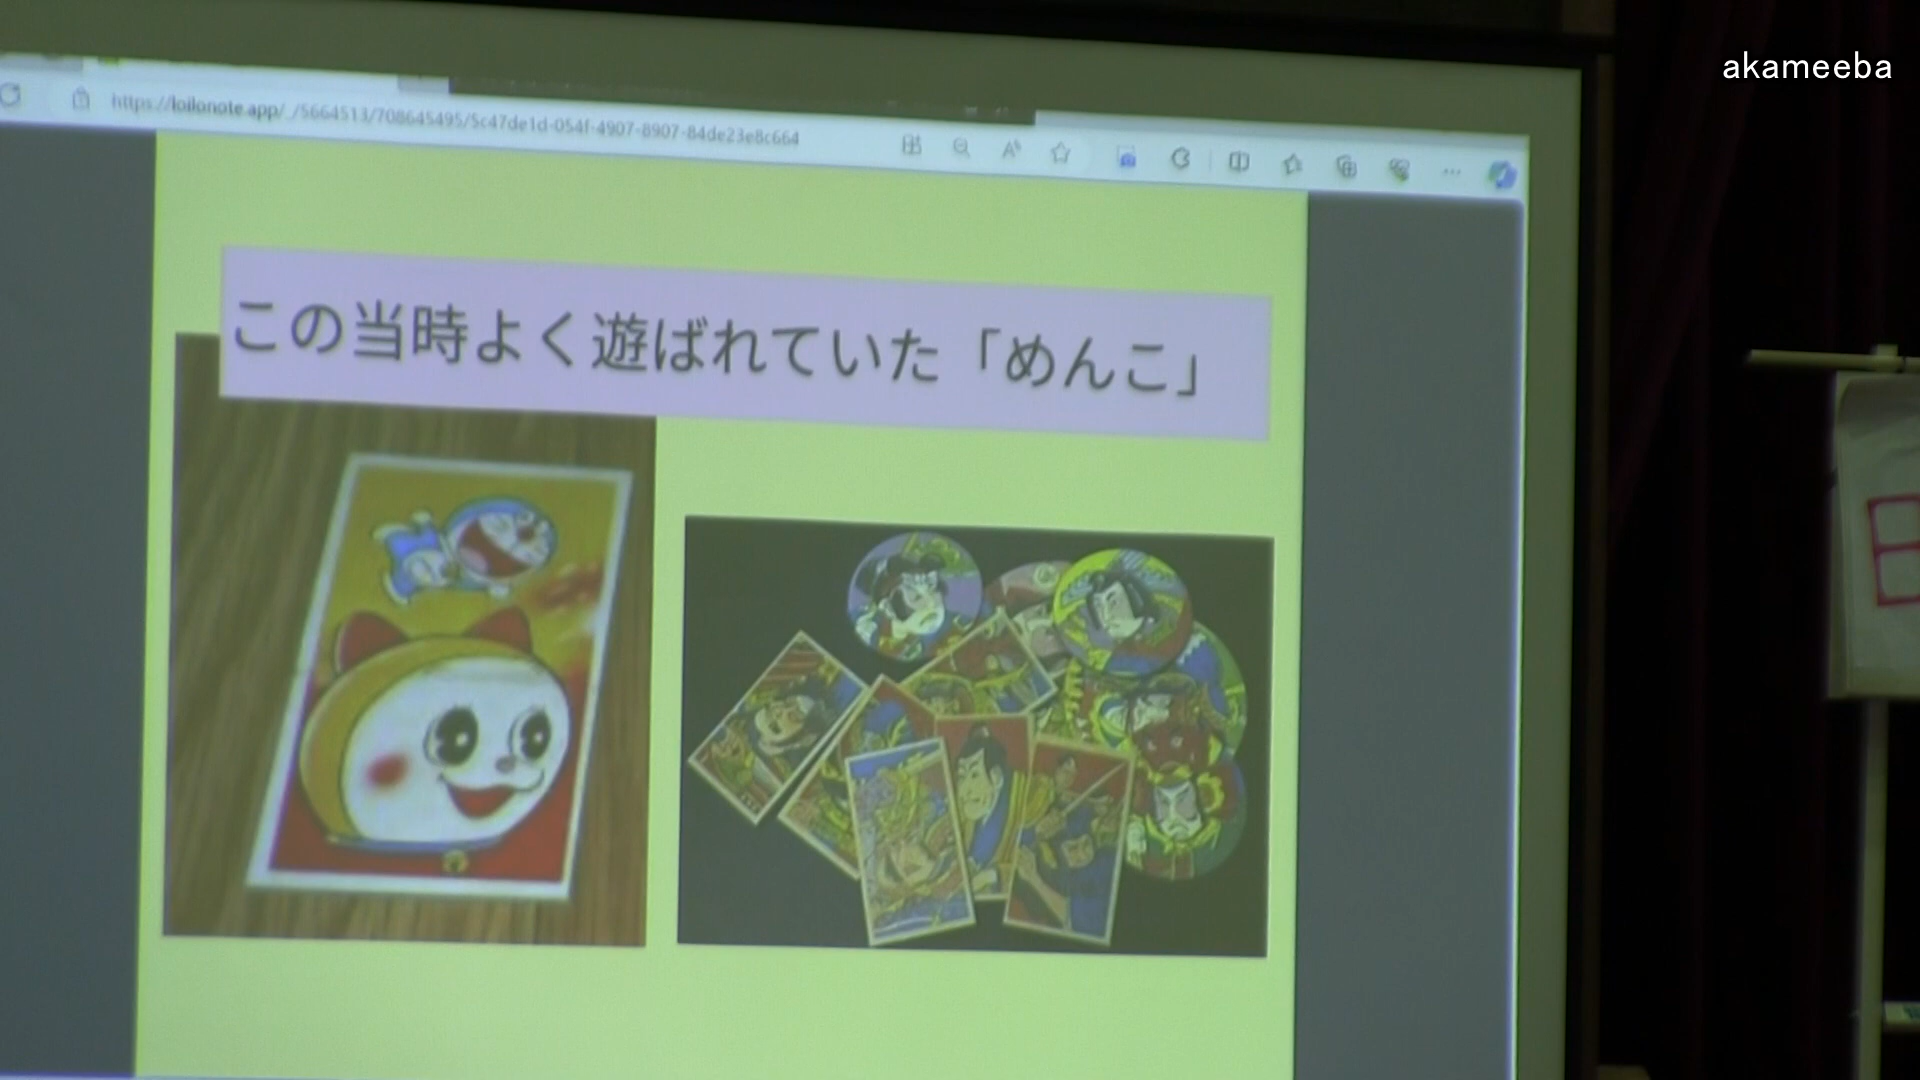 akameeba
https://loilonote.app/_/5664513/708645495/5c47de1d-054f-4907-8907-84de23e8c664
この当時よく遊ばれていた「めんこ」